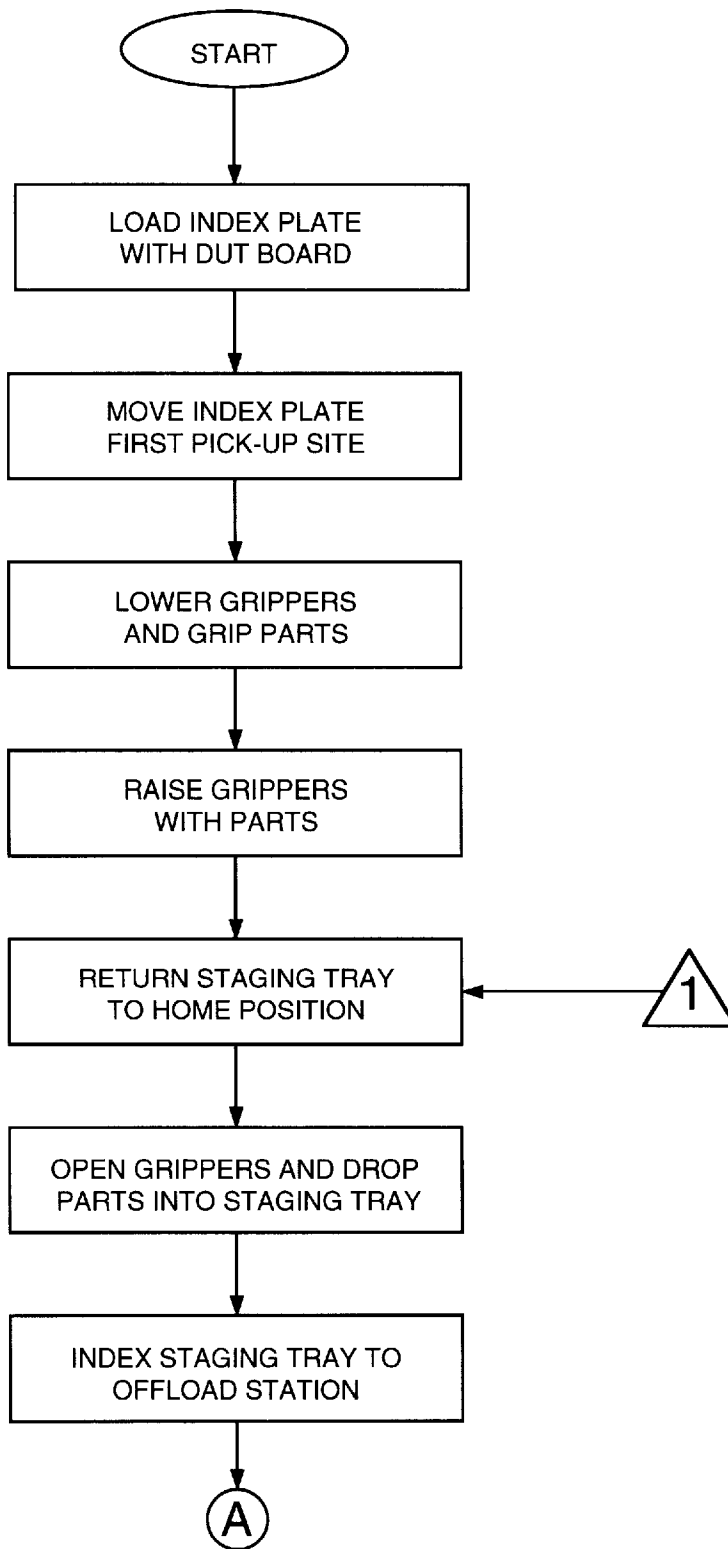 START
LOAD INDEX PLATE
WITH DUT BOARD
MOVE INDEX PLATE
FIRST PICK-UP SITE
LOWER GRIPPERS
AND GRIP PARTS
RAISE GRIPPERS
WITH PARTS
RETURN STAGING TRAY
TO HOME POSITION
1
OPEN GRIPPERS AND DROP
PARTS INTO STAGING TRAY
INDEX STAGING TRAY TO
OFFLOAD STATION
A